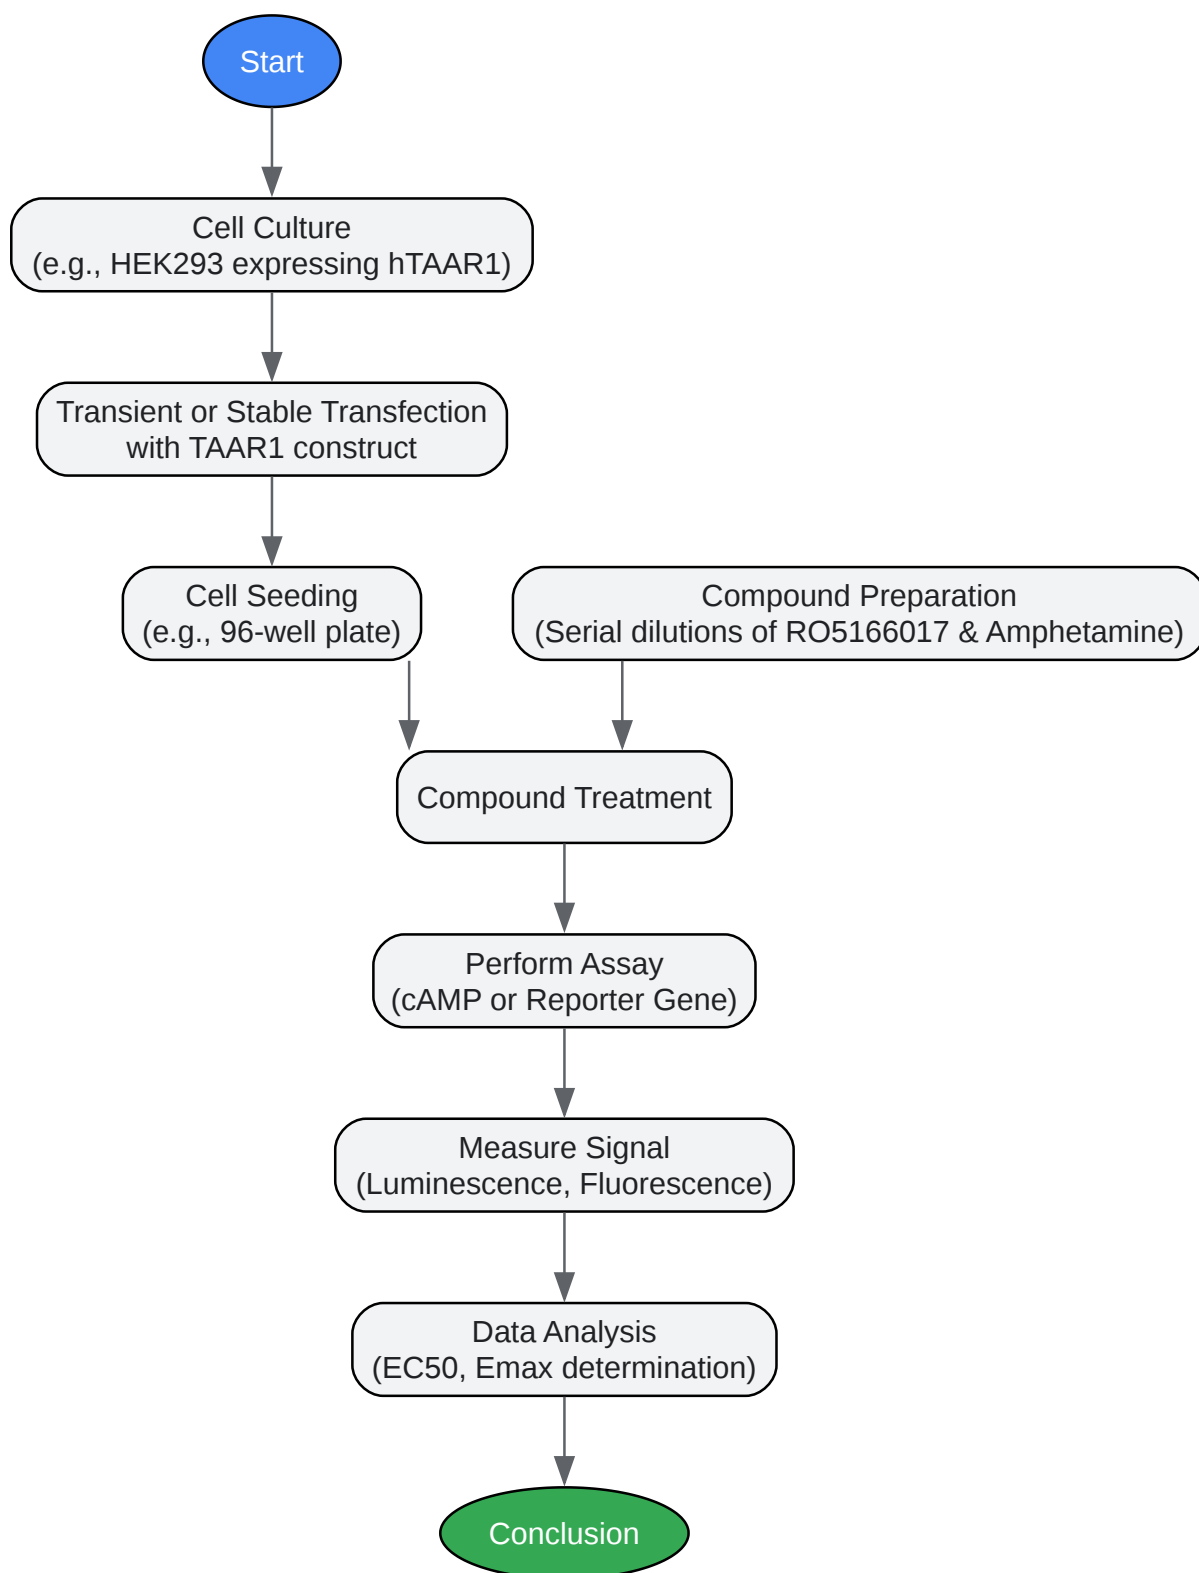 Start
Cell Culture
(e.g., HEK293 expressing hTAAR1)
Transient or Stable Transfection
with TAAR1 construct
Cell Seeding
(e.g., 96-well plate)
Compound Preparation
(Serial dilutions of RO5166017 & Amphetamine)
Compound Treatment
Perform Assay
(cAMP or Reporter Gene)
Measure Signal
(Luminescence, Fluorescence)
Data Analysis
(EC50, Emax determination)
Conclusion